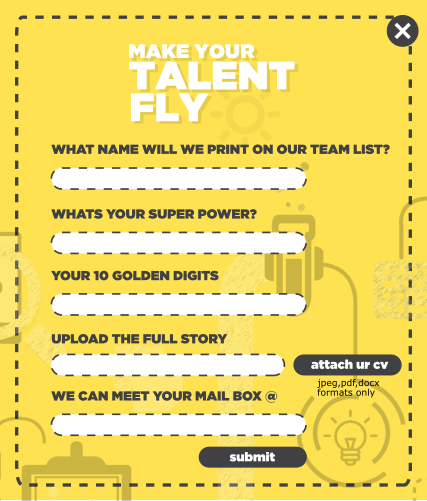 MAKE YOUR
TALENT
FLY
WHAT NAME WILL WE PRINT ON OUR TEAM LIST?
WHATS YOUR SUPER POWER?
YOUR 10 GOLDEN DIGITS
UPLOAD THE FULL STORY
attach ur cv
jpeg,pdf,docx
formats only
WE CAN MEET YOUR MAIL BOX @
submit